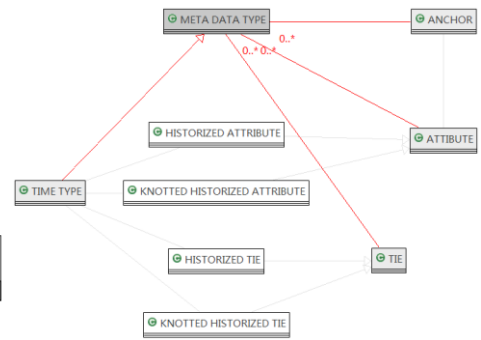 C META DATA TYPE
C ANCHOR
0..*
0..* 0..*
C HISTORIZED ATTRIBUTE
C ATTIBUTE
C TIME TYPE
C KNOTTED HISTORIZED ATTRIBUTE
C HISTORIZED TIE
C TIE
C KNOTTED HISTORIZED TIE